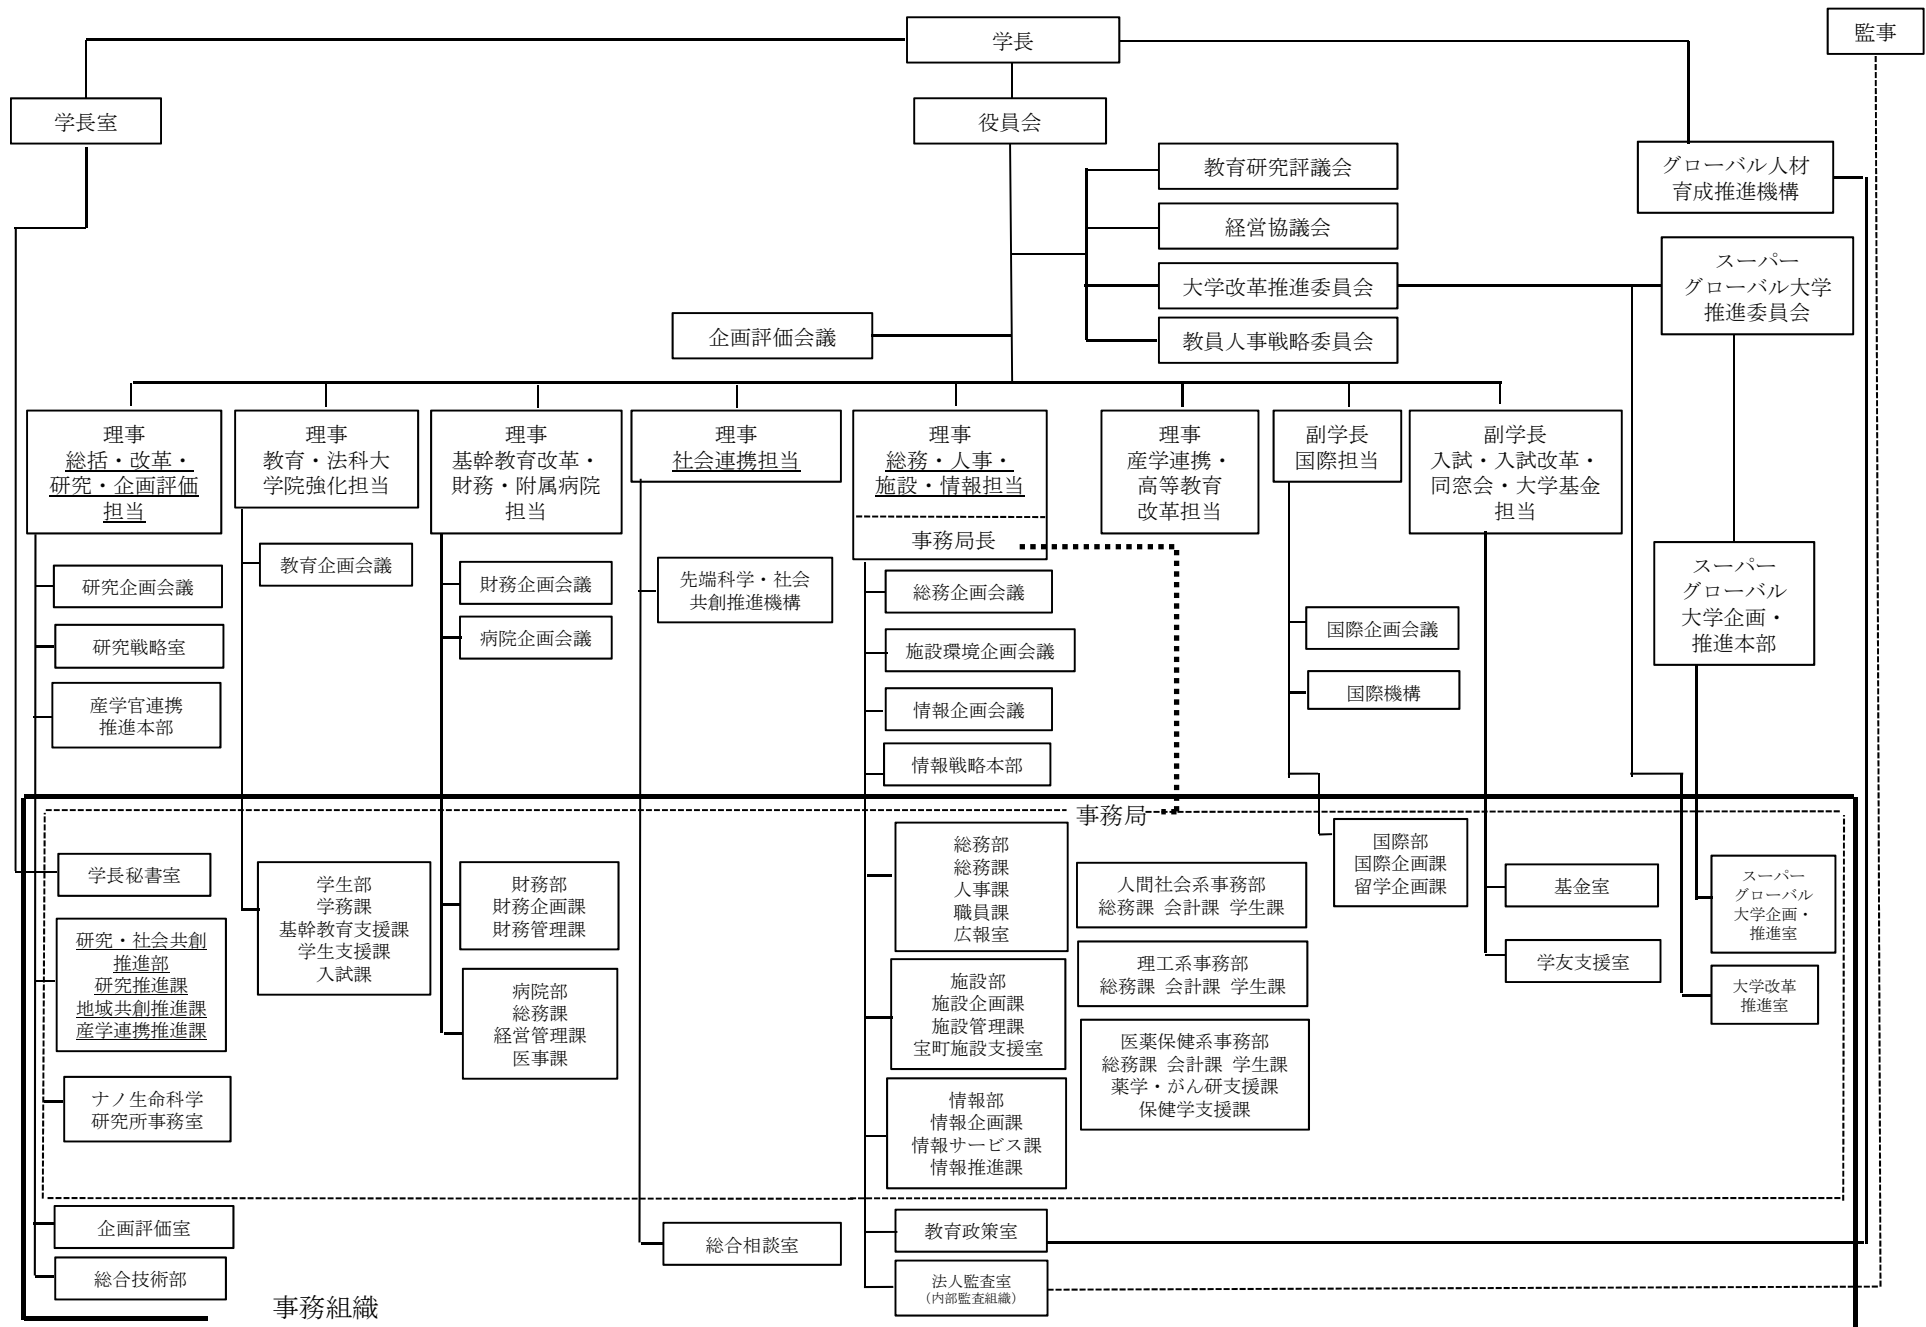 学長
監事
学長室
役員会
教育研究評議会
グローバル人材
育成推進機構
経営協議会
スーパー
グローバル大学
推進委員会
大学改革推進委員会
企画評価会議
教員人事戦略委員会
理事
総括・改革・
研究・企画評価
担当
理事
教育・法科大
学院強化担当
理事
基幹教育改革・
財務・附属病院
担当
理事
社会連携担当
理事
総務・人事・
施設・情報担当
事務局長
理事
産学連携・
高等教育
改革担当
副学長
国際担当
副学長
入試・入試改革・
同窓会・大学基金
担当
研究企画会議
研究戦略室
産学官連携
推進本部
教育企画会議
財務企画会議
病院企画会議
先端科学・社会
共創推進機構
総務企画会議
施設環境企画会議
情報企画会議
情報戦略本部
国際企画会議
国際機構
スーパー
グローバル
大学企画・
推進本部
事務局
学長秘書室
研究・社会共創
推進部
研究推進課
地域共創推進課
産学連携推進課
ナノ生命科学
研究所事務室
学生部
学務課
基幹教育支援課
学生支援課
入試課
財務部
財務企画課
財務管理課
病院部
総務課
経営管理課
医事課
総務部
総務課
人事課
職員課
広報室
施設部
施設企画課
施設管理課
宝町施設支援室
情報部
情報企画課
情報サービス課
情報推進課
人間社会系事務部
総務課 会計課 学生課
理工系事務部
総務課 会計課 学生課
医薬保健系事務部
総務課 会計課 学生課
薬学・がん研支援課
保健学支援課
国際部
国際企画課
留学企画課
基金室
学友支援室
スーパー
グローバル
大学企画・
推進室
大学改革
推進室
企画評価室
総合技術部
総合相談室
教育政策室
法人監査室
（内部監査組織）
事務組織